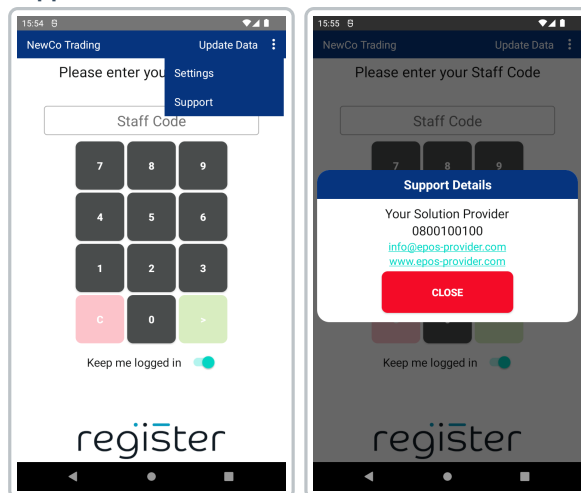 15:54
NewCo Trading Update Data
Settings
Support
Please enter you
Staff Code
7 8 9
4 5 6
1 2 3
C 0 >
Keep me logged in
register
15:55
NewCo Trading Update Data
Please enter your Staff Code
Staff Code
7 8 9
Support Details
Your Solution Provider
0800100100
info@epos-provider.com
www.epos-provider.com
CLOSE
Keep me logged in
register